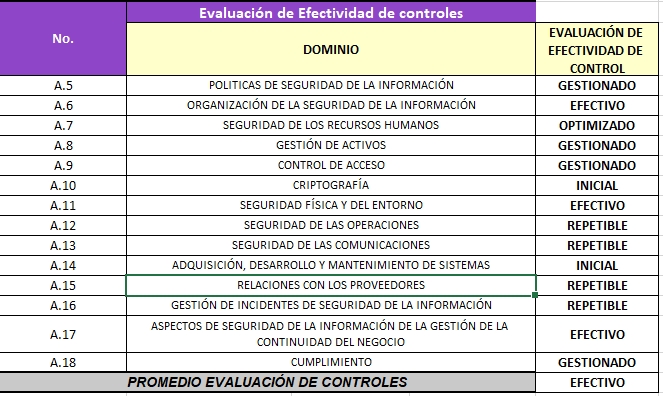 No.
Evaluación de Efectividad de controles
DOMINIO
EVALUACIÓN DE
EFECTIVIDAD DE
CONTROL
A.5 POLITICAS DE SEGURIDAD DE LA INFORMACIÓN GESTIONADO
A.6 ORGANIZACIÓN DE LA SEGURIDAD DE LA INFORMACIÓN EFECTIVO
A.7 SEGURIDAD DE LOS RECURSOS HUMANOS OPTIMIZADO
A.8 GESTIÓN DE ACTIVOS GESTIONADO
A.9 CONTROL DE ACCESO GESTIONADO
A.10 CRIPTOGRAFÍA INICIAL
A.11 SEGURIDAD FÍSICA Y DEL ENTORNO EFECTIVO
A.12 SEGURIDAD DE LAS OPERACIONES REPETIBLE
A.13 SEGURIDAD DE LAS COMUNICACIONES REPETIBLE
A.14 ADQUISICIÓN, DESARROLLO Y MANTENIMIENTO DE SISTEMAS INICIAL
A.15 RELACIONES CON LOS PROVEEDORES REPETIBLE
A.16 GESTIÓN DE INCIDENTES DE SEGURIDAD DE LA INFORMACIÓN REPETIBLE
A.17 ASPECTOS DE SEGURIDAD DE LA INFORMACIÓN DE LA GESTIÓN DE LA
CONTINUIDAD DEL NEGOCIO EFECTIVO
A.18 CUMPLIMIENTO GESTIONADO
PROMEDIO EVALUACIÓN DE CONTROLES EFECTIVO